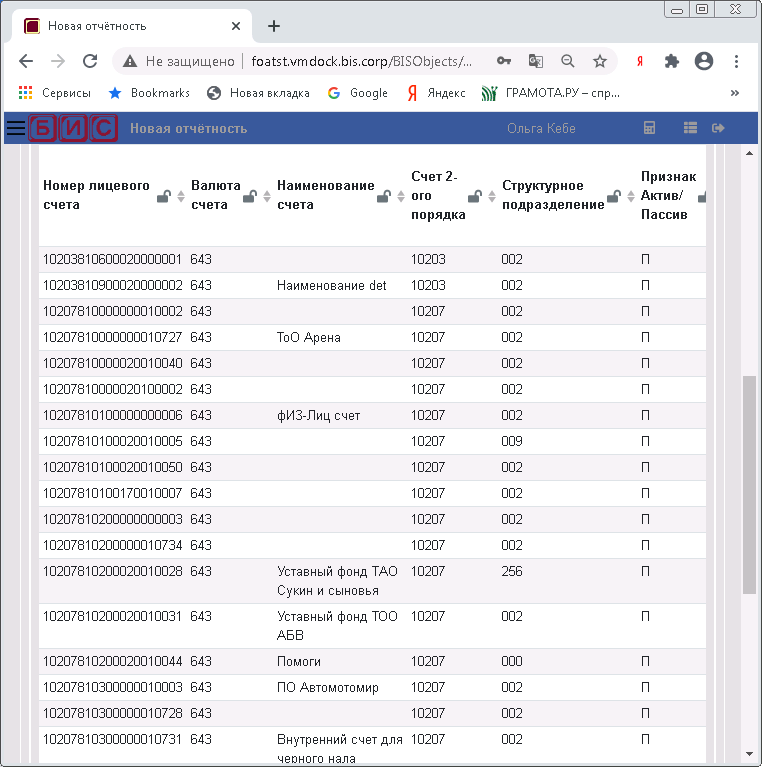 Новая отчётность
Не защищено | foatst.vmdock.bis.corp/BISObjects/...
Сервисы Bookmarks Новая вкладка Google Яндекс ГРАМОТА.РУ – спр... »
БИС Новая отчётность Ольга Кебе
Номер лицевого счета Валюта счета Наименование счета Счет 2-ого порядка Структурное подразделение Признак Актив/Пассив
10203810600020000001 643 10203 002 П
10203810900020000002 643 Наименование det 10203 002 П
10207810000000010002 643 10207 002 П
10207810000000010727 643 ТоО Арена 10207 002 П
10207810000020010040 643 10207 002 П
10207810000020100002 643 10207 002 П
10207810100000000006 643 фИЗ-Лиц счет 10207 002 П
10207810100020010005 643 10207 009 П
10207810100020010050 643 10207 002 П
10207810100170010007 643 10207 002 П
10207810200000000003 643 10207 002 П
10207810200000010734 643 10207 002 П
10207810200020010028 643 Уставный фонд ТАО 10207 256 П
Сукин и сыновья
10207810200020010031 643 Уставный фонд ТОО 10207 002 П
АБВ
10207810200020010044 643 Помоги 10207 000 П
10207810300000010003 643 ПО Автомотомир 10207 002 П
10207810300000010728 643 10207 002 П
10207810300000010731 643 Внутренний счет для 10207 002 П
черного нала